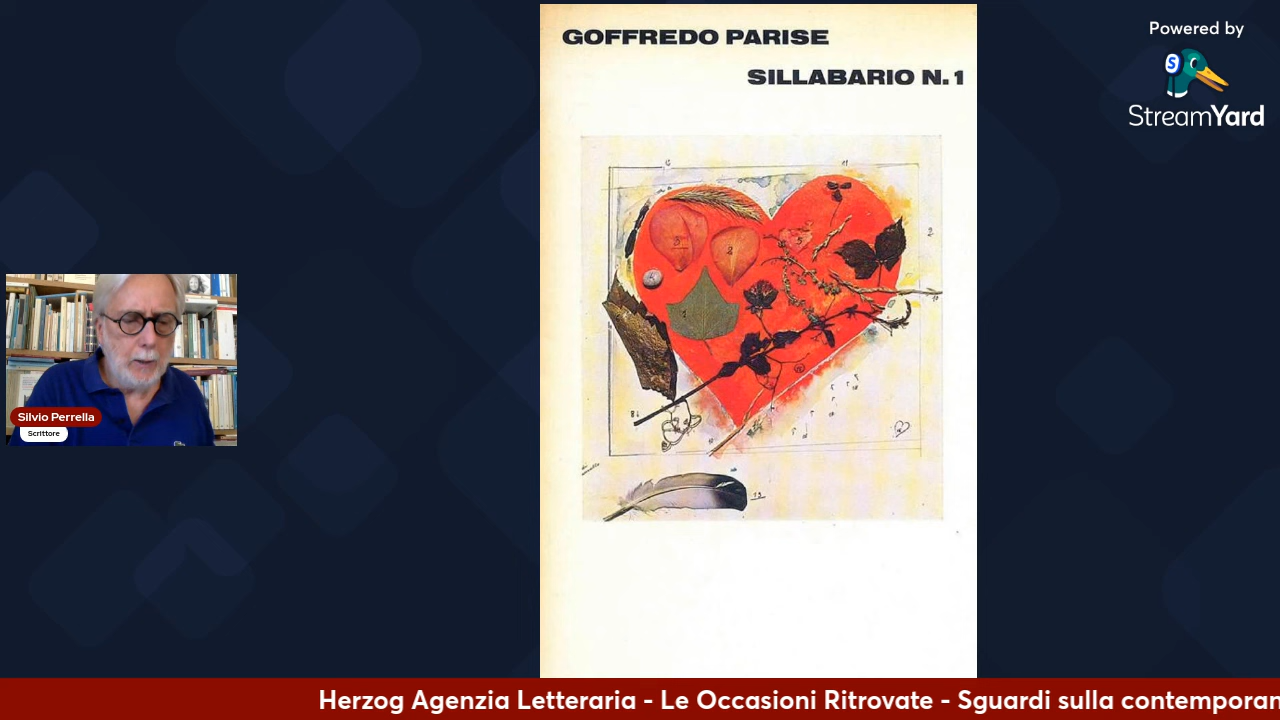 GOFFREDO PARISE
SILLABARIO N. 1
Powered by
S
StreamYard
Silvio Perrella
Scrittore
Herzog Agenzia Letteraria - Le Occasioni Ritrovate - Sguardi sulla contemporan